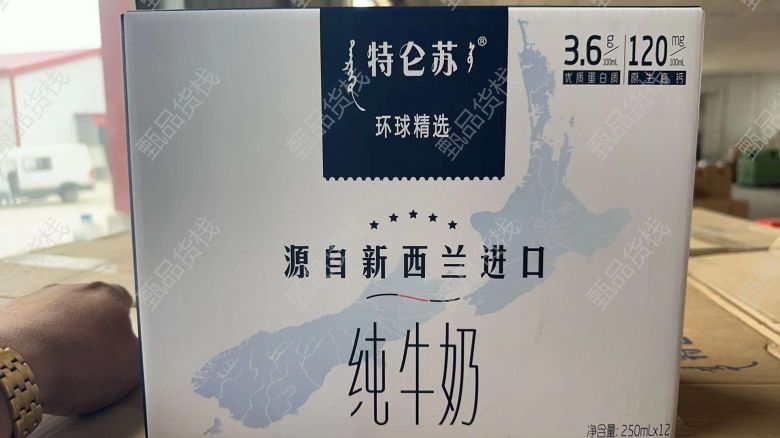 特仑苏®
环球精选
3.6g/100mL
优质蛋白质
120mg/100mL
原生高钙
源自新西兰进口
纯牛奶
净含量: 250mLx12
甄品货栈